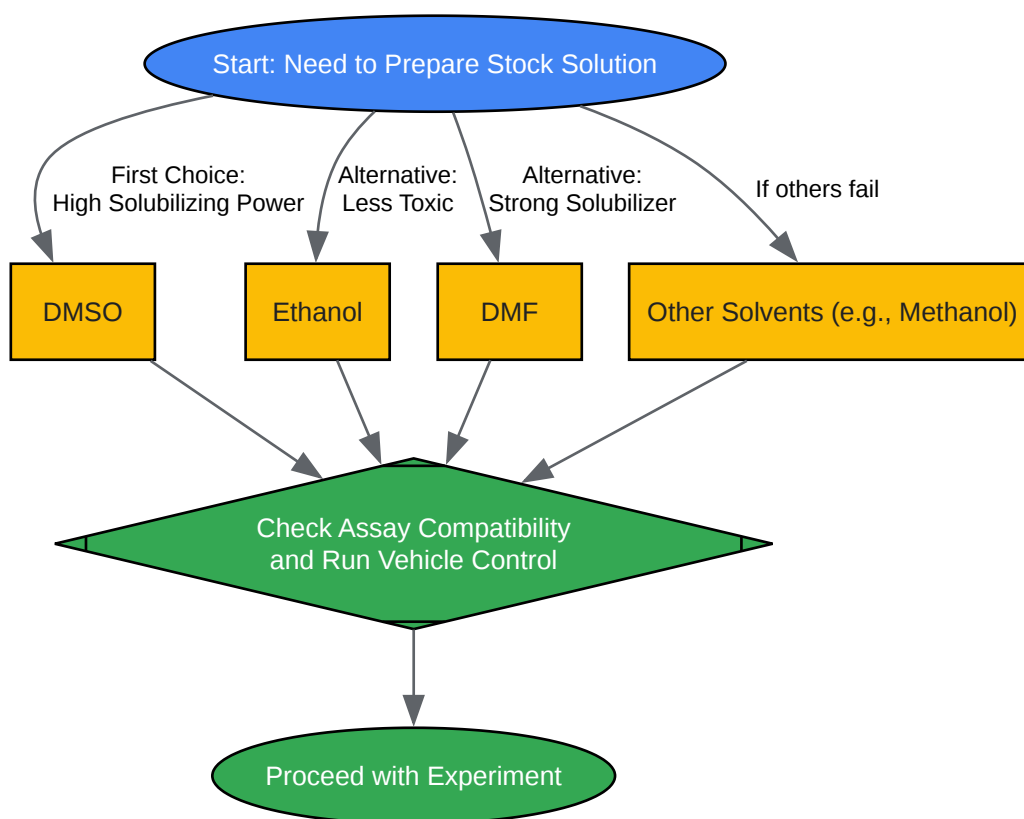 Start: Need to Prepare Stock Solution
First Choice:
High Solubilizing Power
Alternative:
Less Toxic
Alternative:
Strong Solubilizer
If others fail
DMSO
Ethanol
DMF
Other Solvents (e.g., Methanol)
Check Assay Compatibility
and Run Vehicle Control
Proceed with Experiment